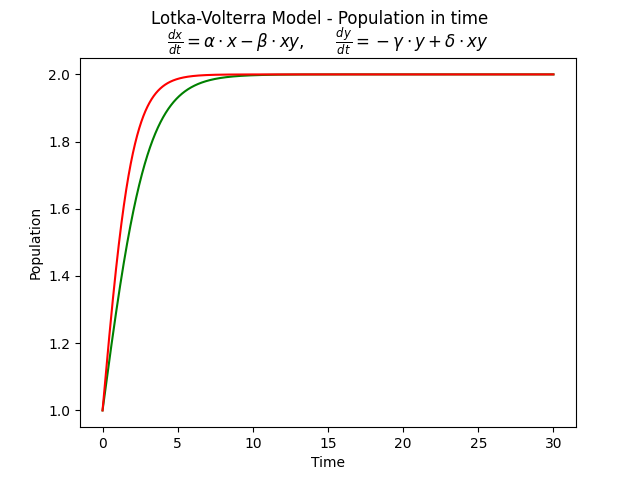 Lotka-Volterra Model - Population in time
dx/dt = α · x − β · xy,   dy/dt = −γ · y + δ · xy
2.0
1.8
1.6
1.4
1.2
1.0
Population
0 5 10 15 20 25 30
Time